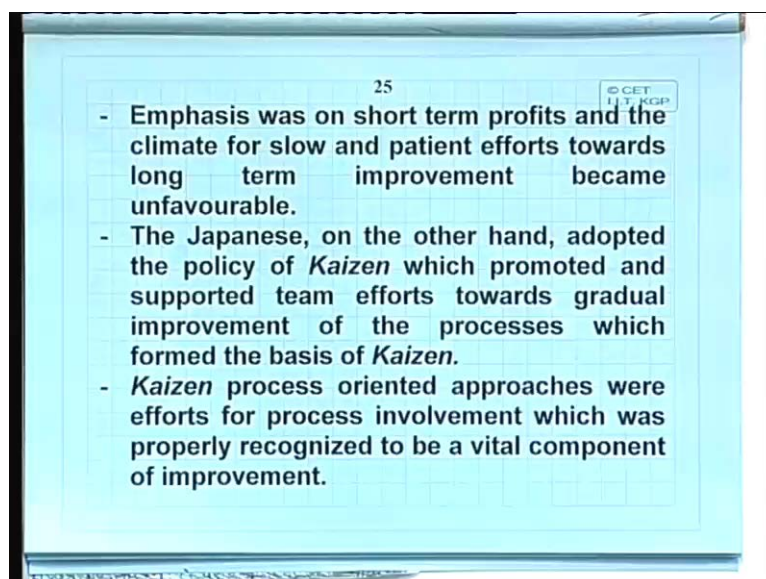 25
© CET
I.I.T. KGP
- Emphasis was on short term profits and the
climate for slow and patient efforts towards
long term improvement became
unfavourable.
- The Japanese, on the other hand, adopted
the policy of Kaizen which promoted and
supported team efforts towards gradual
improvement of the processes which
formed the basis of Kaizen.
- Kaizen process oriented approaches were
efforts for process involvement which was
properly recognized to be a vital component
of improvement.